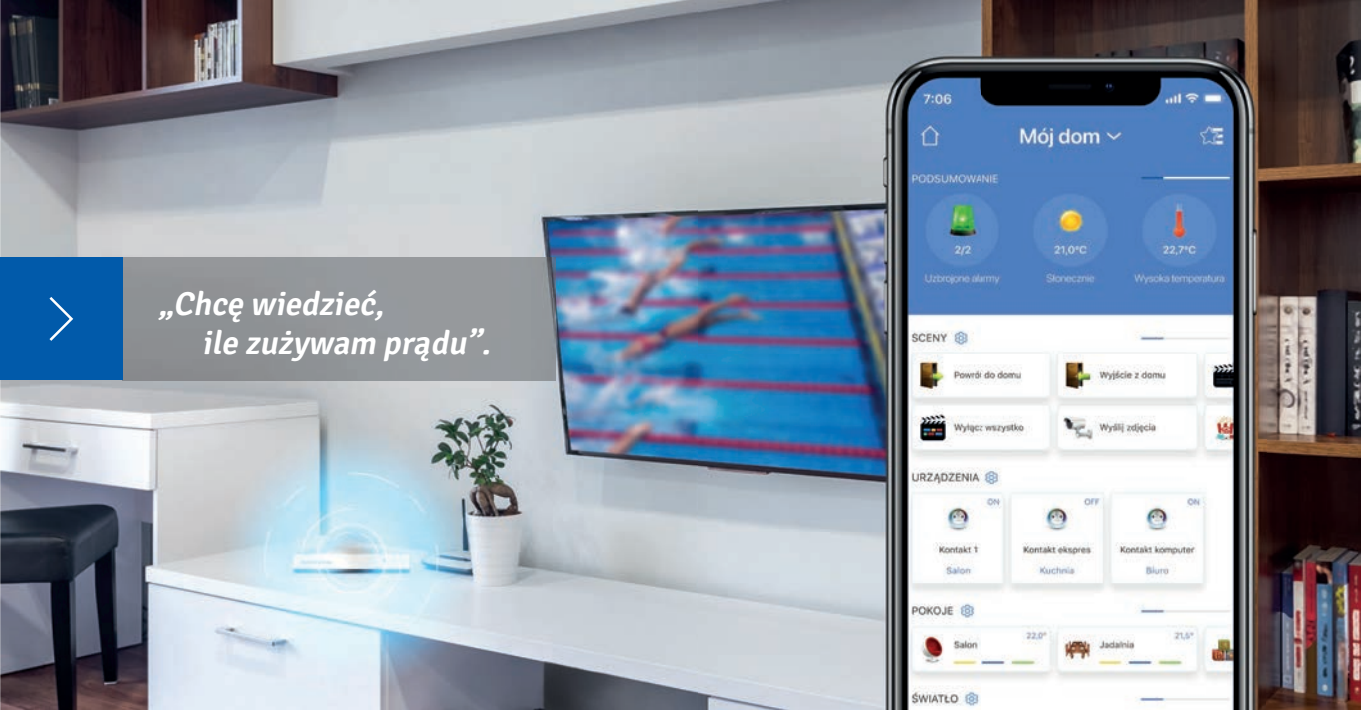 „Chcę wiedzieć,
ile zużywam prądu”.
7:06
Mój dom
PODSUMOWANIE
2/2
21,0°C
22,7°C
Uzbrojone alarmy
Słonecznie
Wysoka temperatura
SCENY
Powrót do domu
Wyjście z domu
Wyłącz wszystko
Wyślij zdjęcia
URZĄDZENIA
ON
OFF
ON
Kontakt 1
Kontakt ekspres
Kontakt komputer
Salon
Kuchnia
Biuro
POKOJE
Salon
22,0°
Jadalnia
21,5°
ŚWIATŁO